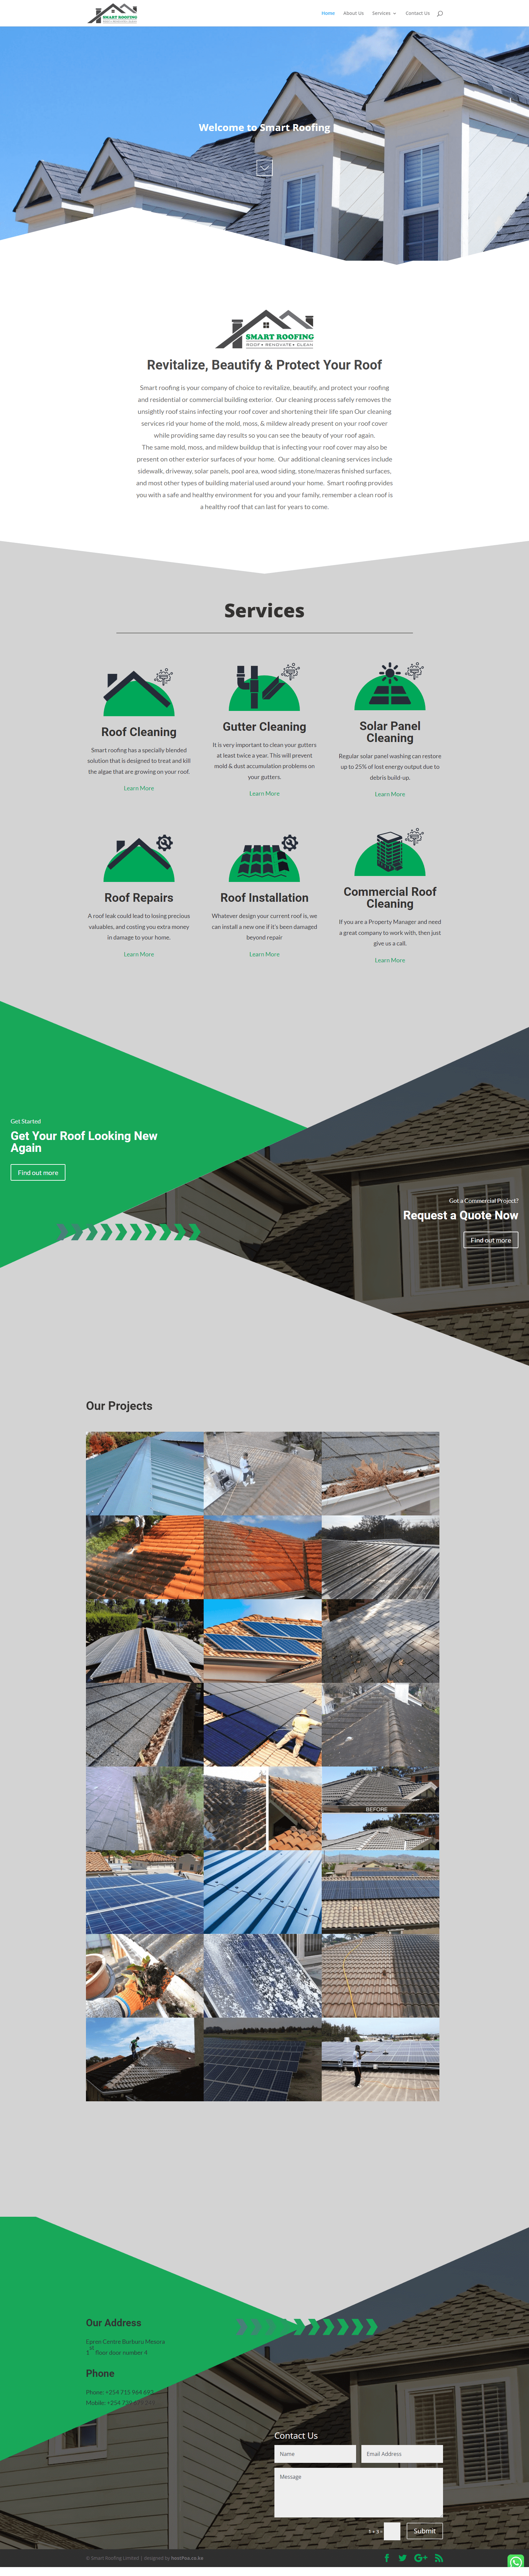 SMART ROOFING
ROOF • RENOVATE • CLEAN
Home
About Us
Services
Contact Us
Welcome to Smart Roofing
SMART ROOFING
ROOF • RENOVATE • CLEAN
Revitalize, Beautify & Protect Your Roof
Smart roofing is your company of choice to revitalize, beautify, and protect your roofing
and residential or commercial building exterior. Our cleaning process safely removes the
unsightly roof stains infecting your roof cover and shortening their life span Our cleaning
services rid your home of the mold, moss, & mildew already present on your roof cover
while providing same day results so you can see the beauty of your roof again.
The same mold, moss, and mildew buildup that is infecting your roof cover may also be
present on other exterior surfaces of your home. Our additional cleaning services include
sidewalk, driveway, solar panels, pool area, wood siding, stone/mazeras finished surfaces,
and most other types of building material used around your home. Smart roofing provides
you with a safe and healthy environment for you and your family, remember a clean roof is
a healthy roof that can last for years to come.
Services
Roof Cleaning
Smart roofing has a specially blended
solution that is designed to treat and kill
the algae that are growing on your roof.
Learn More
Gutter Cleaning
It is very important to clean your gutters
at least twice a year. This will prevent
mold & dust accumulation problems on
your gutters.
Learn More
Solar Panel
Cleaning
Regular solar panel washing can restore
up to 25% of lost energy output due to
debris build-up.
Learn More
Roof Repairs
A roof leak could lead to losing precious
valuables, and costing you extra money
in damage to your home.
Learn More
Roof Installation
Whatever design your current roof is, we
can install a new one if it's been damaged
beyond repair
Learn More
Commercial Roof
Cleaning
If you are a Property Manager and need
a great company to work with, then just
give us a call.
Learn More
Get Started
Get Your Roof Looking New
Again
Find out more
Got a Commercial Project?
Request a Quote Now
Find out more
Our Projects
BEFORE
Our Address
1st floor door number 4
Phone
Phone: +254 715 964 697
Mobile: +254
Contact Us
Name
Email Address
Message
Submit
© Smart Roofing Limited | designed by